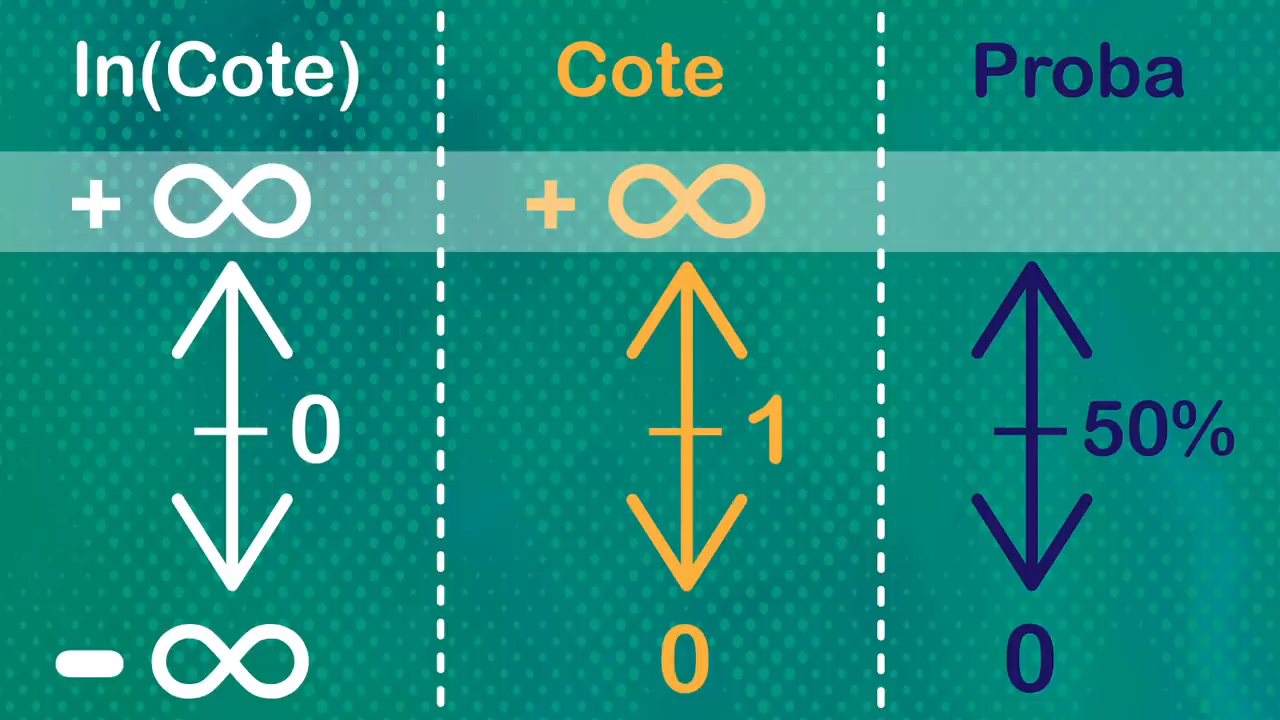 ln(Cote) Cote Proba
+ ∞ + ∞
0 1 50%
- ∞ 0 0